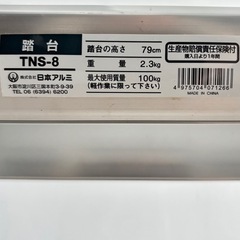 踏台
TNS-8
株式会社 日本アルミ
大阪市淀川区三国本町3-9-39
TEL 06 (6394) 6200
踏台の高さ 79cm
重量 2.3kg
最大使用質量 100kg
(軽作業に限って下さい)
生産物賠償責任保険付
購入日より1年間
4 975704 071266
MADE IN CHINA